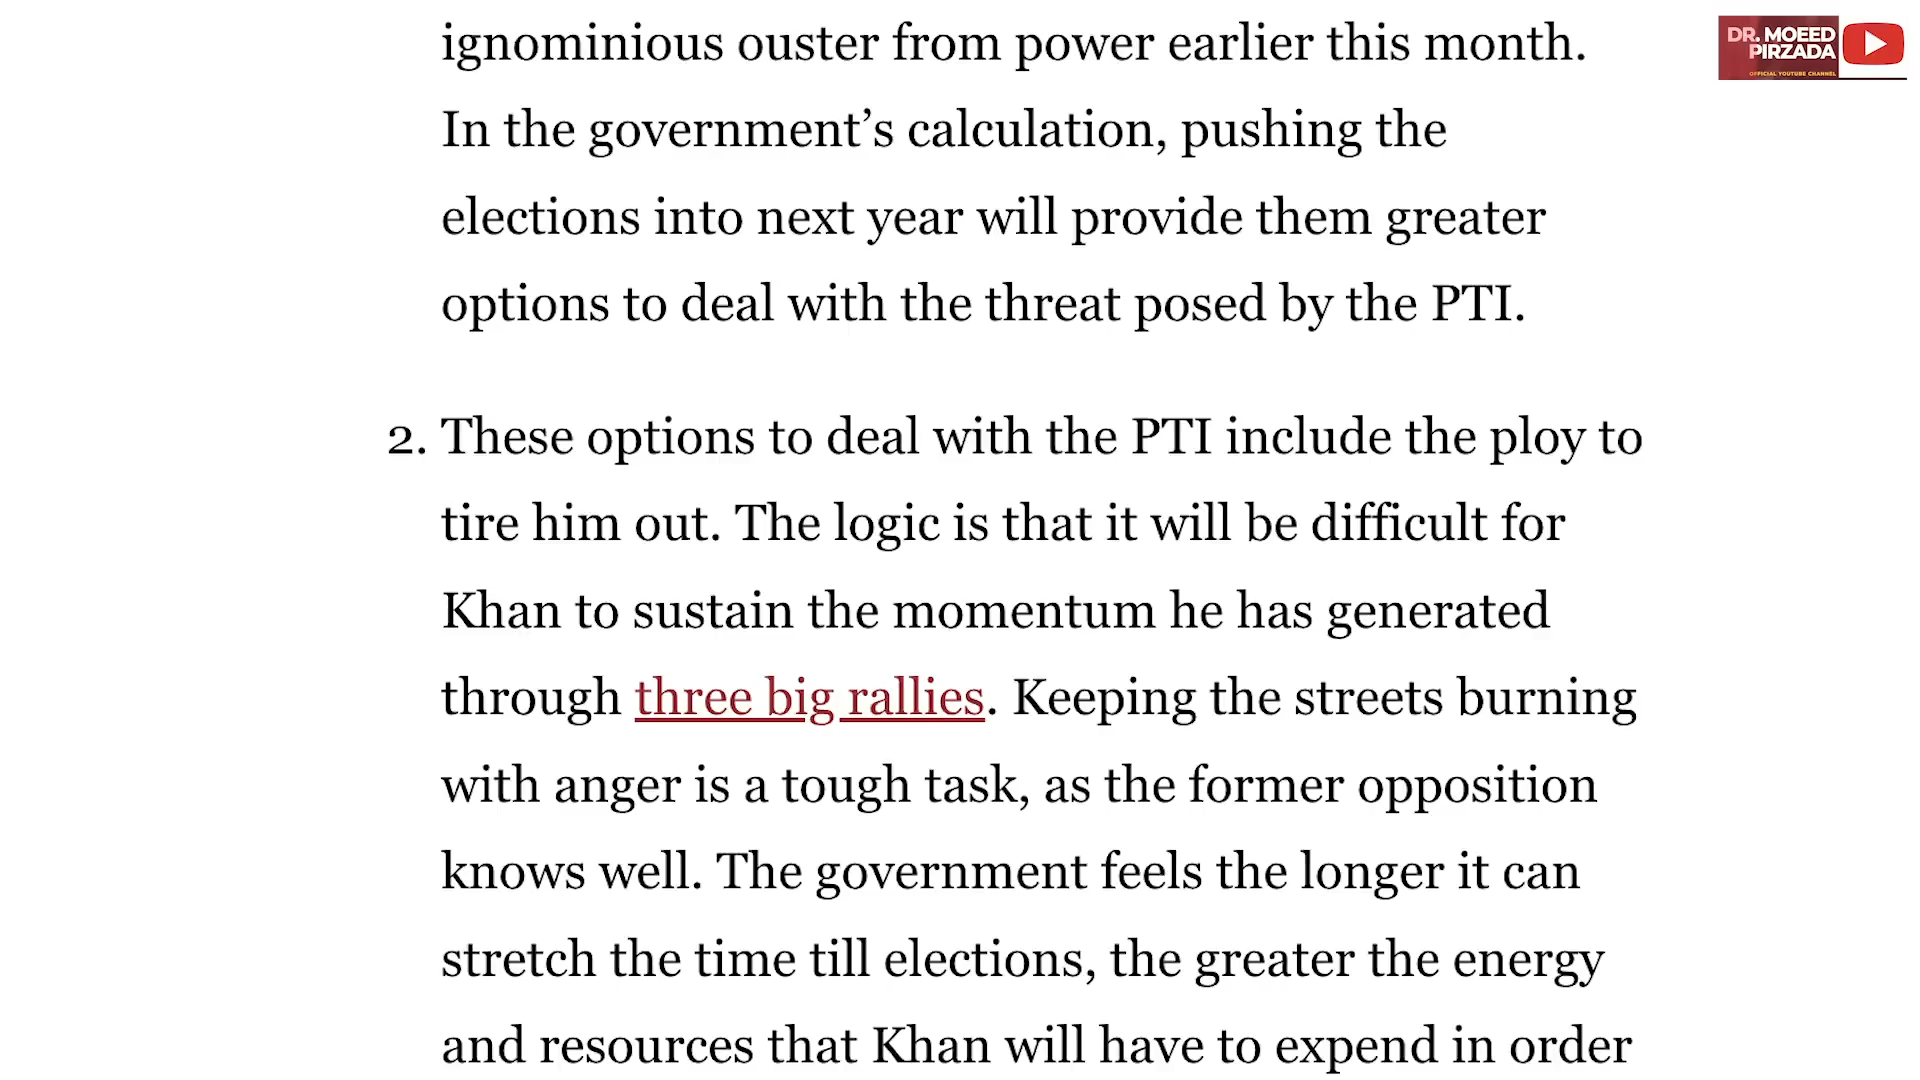 ignominious ouster from power earlier this month.
In the government’s calculation, pushing the
elections into next year will provide them greater
options to deal with the threat posed by the PTI.
2. These options to deal with the PTI include the ploy to
tire him out. The logic is that it will be difficult for
Khan to sustain the momentum he has generated
through three big rallies. Keeping the streets burning
with anger is a tough task, as the former opposition
knows well. The government feels the longer it can
stretch the time till elections, the greater the energy
and resources that Khan will have to expend in order
DR. MOEED
PIRZADA
OFFICIAL YOUTUBE CHANNEL